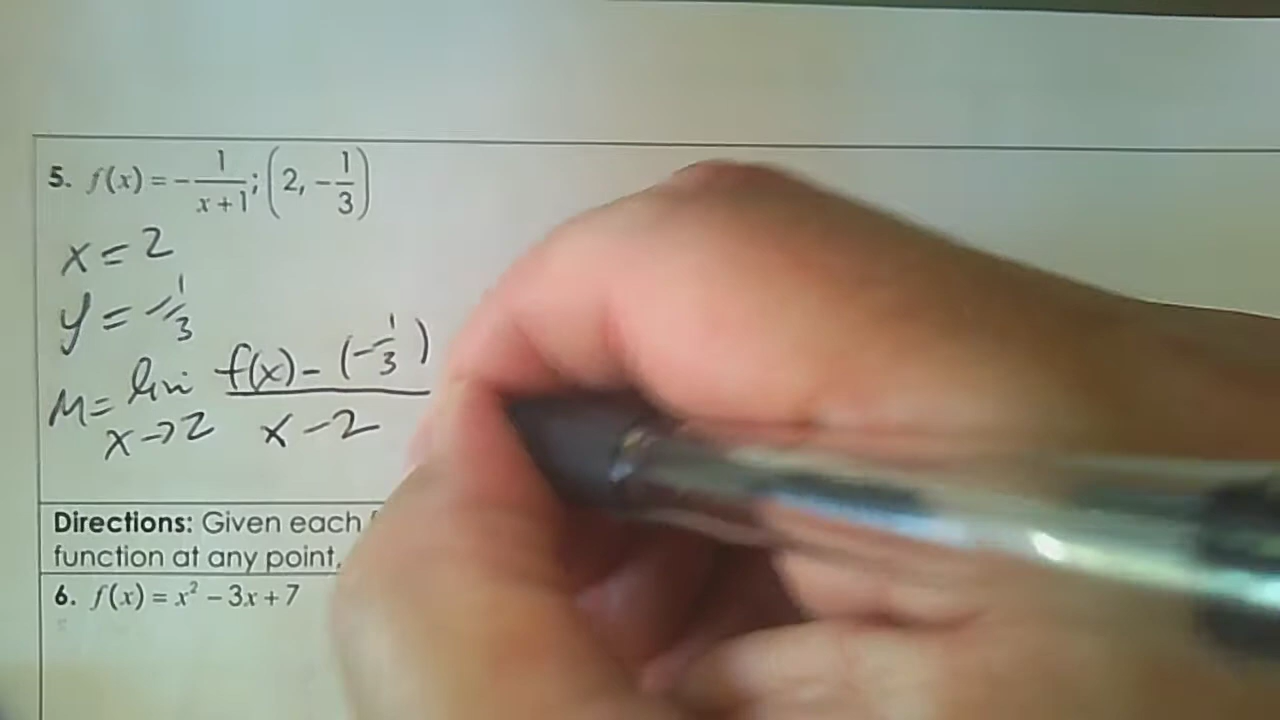 5. f(x) = -1/(x+1); (2, -1/3)
x = 2
y = -1/3
M = lim x→2 (f(x) - (-1/3))/(x - 2)
Directions: Given each
function at any point,
6. f(x) = x² - 3x + 7